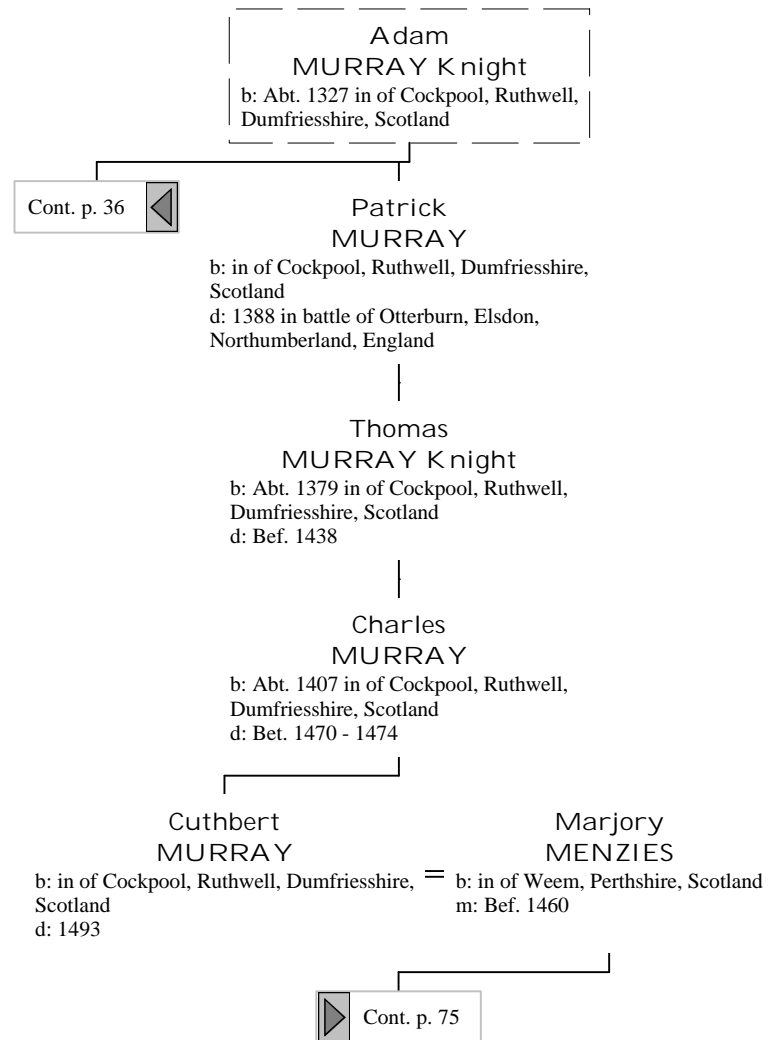 Adam
MURRAY Knight
b: Abt. 1327 in of Cockpool, Ruthwell,
Dumfriesshire, Scotland
Cont. p. 36
Patrick
MURRAY
b: in of Cockpool, Ruthwell, Dumfriesshire,
Scotland
d: 1388 in battle of Otterburn, Elsdon,
Northumberland, England
Thomas
MURRAY Knight
b: Abt. 1379 in of Cockpool, Ruthwell,
Dumfriesshire, Scotland
d: Bef. 1438
Charles
MURRAY
b: Abt. 1407 in of Cockpool, Ruthwell,
Dumfriesshire, Scotland
d: Bet. 1470 - 1474
Cuthbert
MURRAY
b: in of Cockpool, Ruthwell, Dumfriesshire,
Scotland
d: 1493
=
Marjory
MENZIES
b: in of Weem, Perthshire, Scotland
m: Bef. 1460
Cont. p. 75